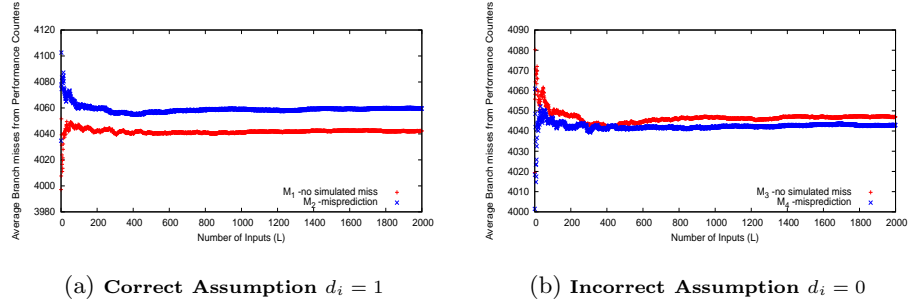 Average Branch misses from Performance Counters
4120
4100
4080
4060
4040
4020
4000
3980
0 200 400 600 800 1000 1200 1400 1600 1800 2000
Number of Inputs (L)
M₁ -no simulated miss
M₂ -misprediction
(a) Correct Assumption dᵢ = 1
Average Branch misses from Performance Counters
4090
4080
4070
4060
4050
4040
4030
4020
4010
4000
0 200 400 600 800 1000 1200 1400 1600 1800 2000
Number of Inputs (L)
M₃ -no simulated miss
M₄ -misprediction
(b) Incorrect Assumption dᵢ = 0